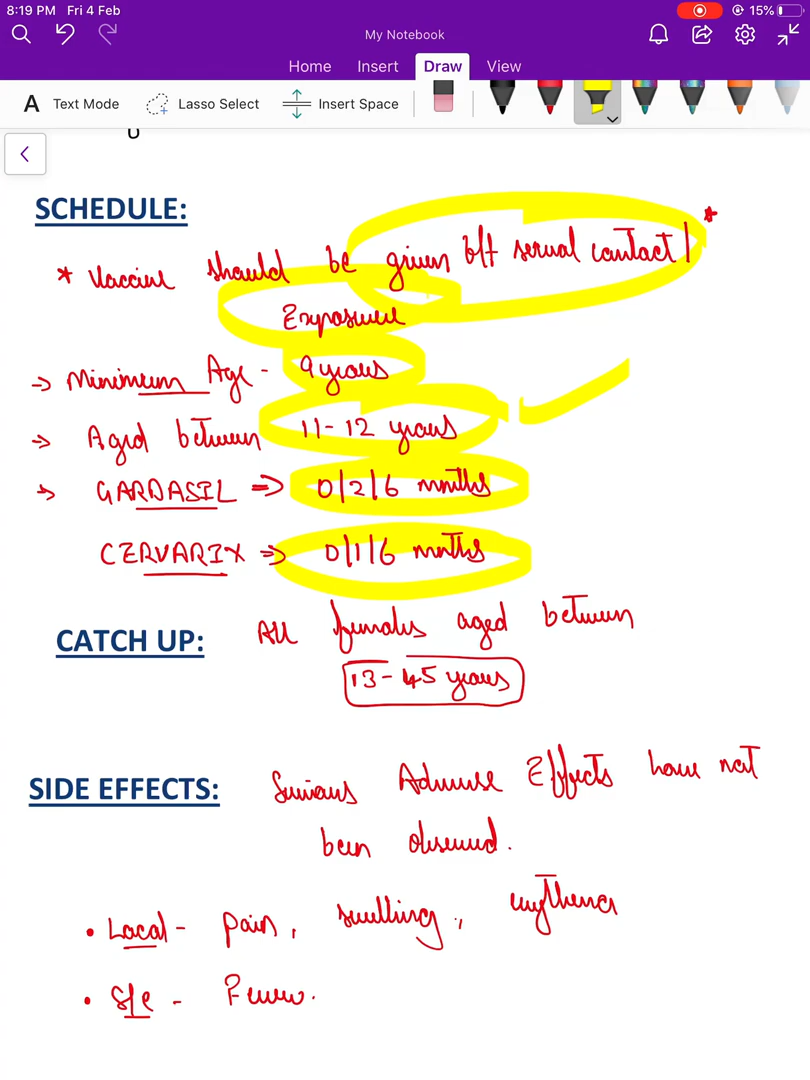 8:19 PM Fri 4 Feb 15%
My Notebook
Home Insert Draw View
A Text Mode Lasso Select Insert Space
SCHEDULE:
* Vaccine should be given b/f sexual contact | *
Exposure
→ Minimum Age - 9 years
→ Aged between 11-12 years
→ GARDASIL ⇒ 0/2/6 months
CERVARIX ⇒ 0/1/6 months
CATCH UP: All females aged between
13-45 years
SIDE EFFECTS: Serious Adverse Effects have not
been observed.
• Local - pain, swelling, erythema
• S/e - Fever.